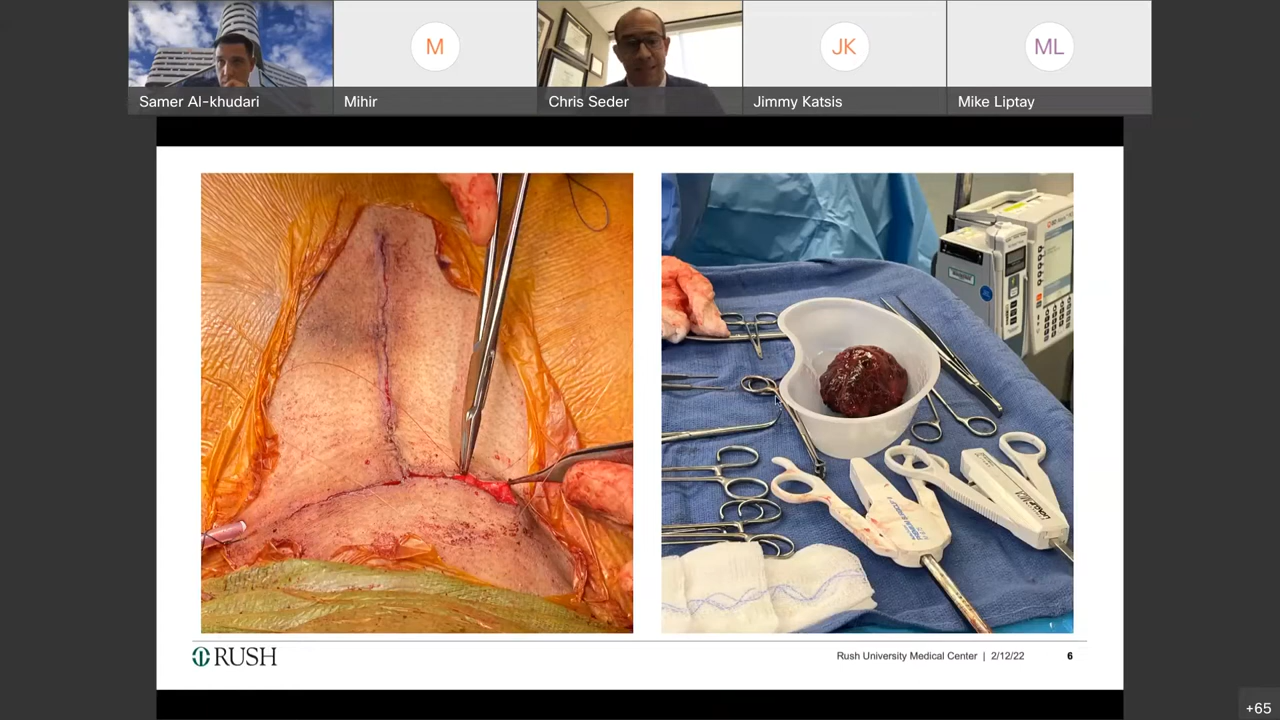 M
JK
ML
Samer Al-khudari
Mihir
Chris Seder
Jimmy Katsis
Mike Liptay
RUSH
Rush University Medical Center | 2/12/22
6
+65